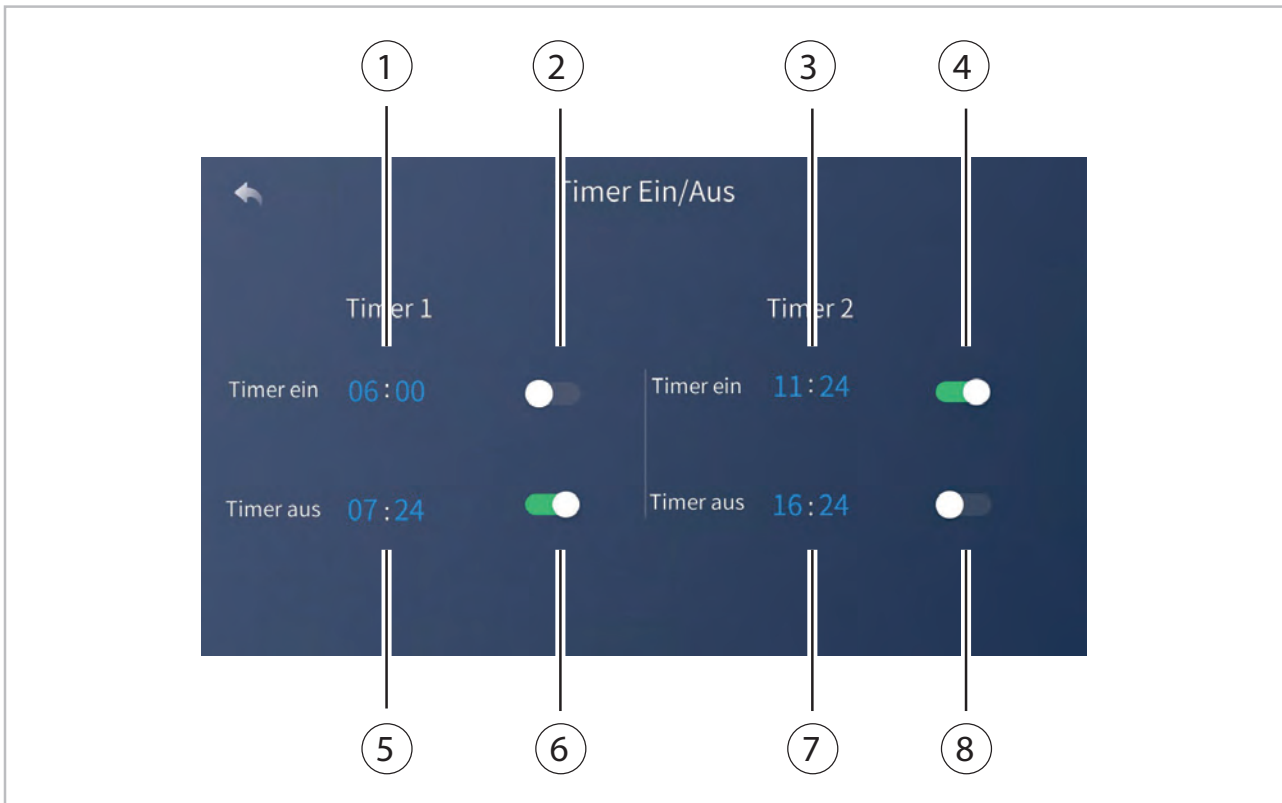 1 2 3 4
Timer Ein/Aus
Timer 1 Timer 2
Timer ein 06:00 Timer ein 11:24
Timer aus 07:24 Timer aus 16:24
5 6 7 8